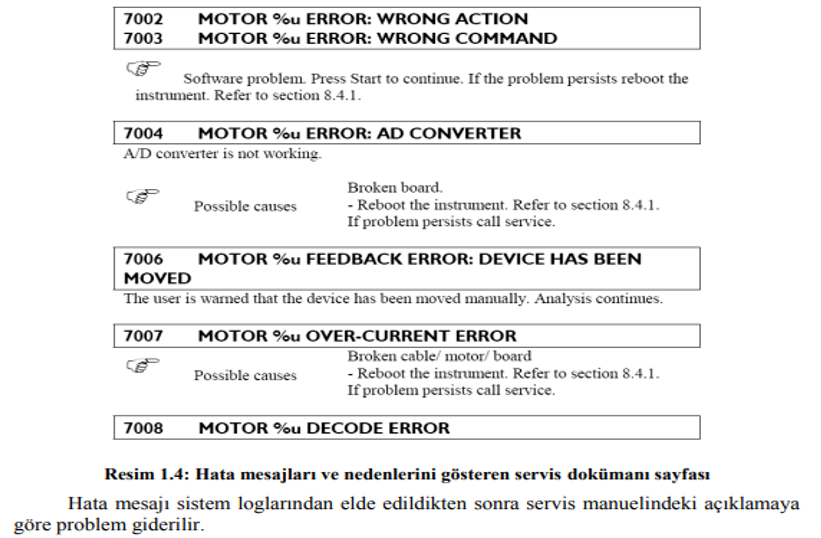 7002 MOTOR %u ERROR: WRONG ACTION
7003 MOTOR %u ERROR: WRONG COMMAND
Software problem. Press Start to continue. If the problem persists reboot the
instrument. Refer to section 8.4.1.
7004 MOTOR %u ERROR: AD CONVERTER
A/D converter is not working.
Possible causes
Broken board.
- Reboot the instrument. Refer to section 8.4.1.
If problem persists call service.
7006 MOTOR %u FEEDBACK ERROR: DEVICE HAS BEEN
MOVED
The user is warned that the device has been moved manually. Analysis continues.
7007 MOTOR %u OVER-CURRENT ERROR
Possible causes
Broken cable/ motor/ board
- Reboot the instrument. Refer to section 8.4.1.
If problem persists call service.
7008 MOTOR %u DECODE ERROR
Resim 1.4: Hata mesajları ve nedenlerini gösteren servis dokümanı sayfası
Hata mesajı sistem loglarından elde edildikten sonra servis manuelindeki açıklamaya
göre problem giderilir.